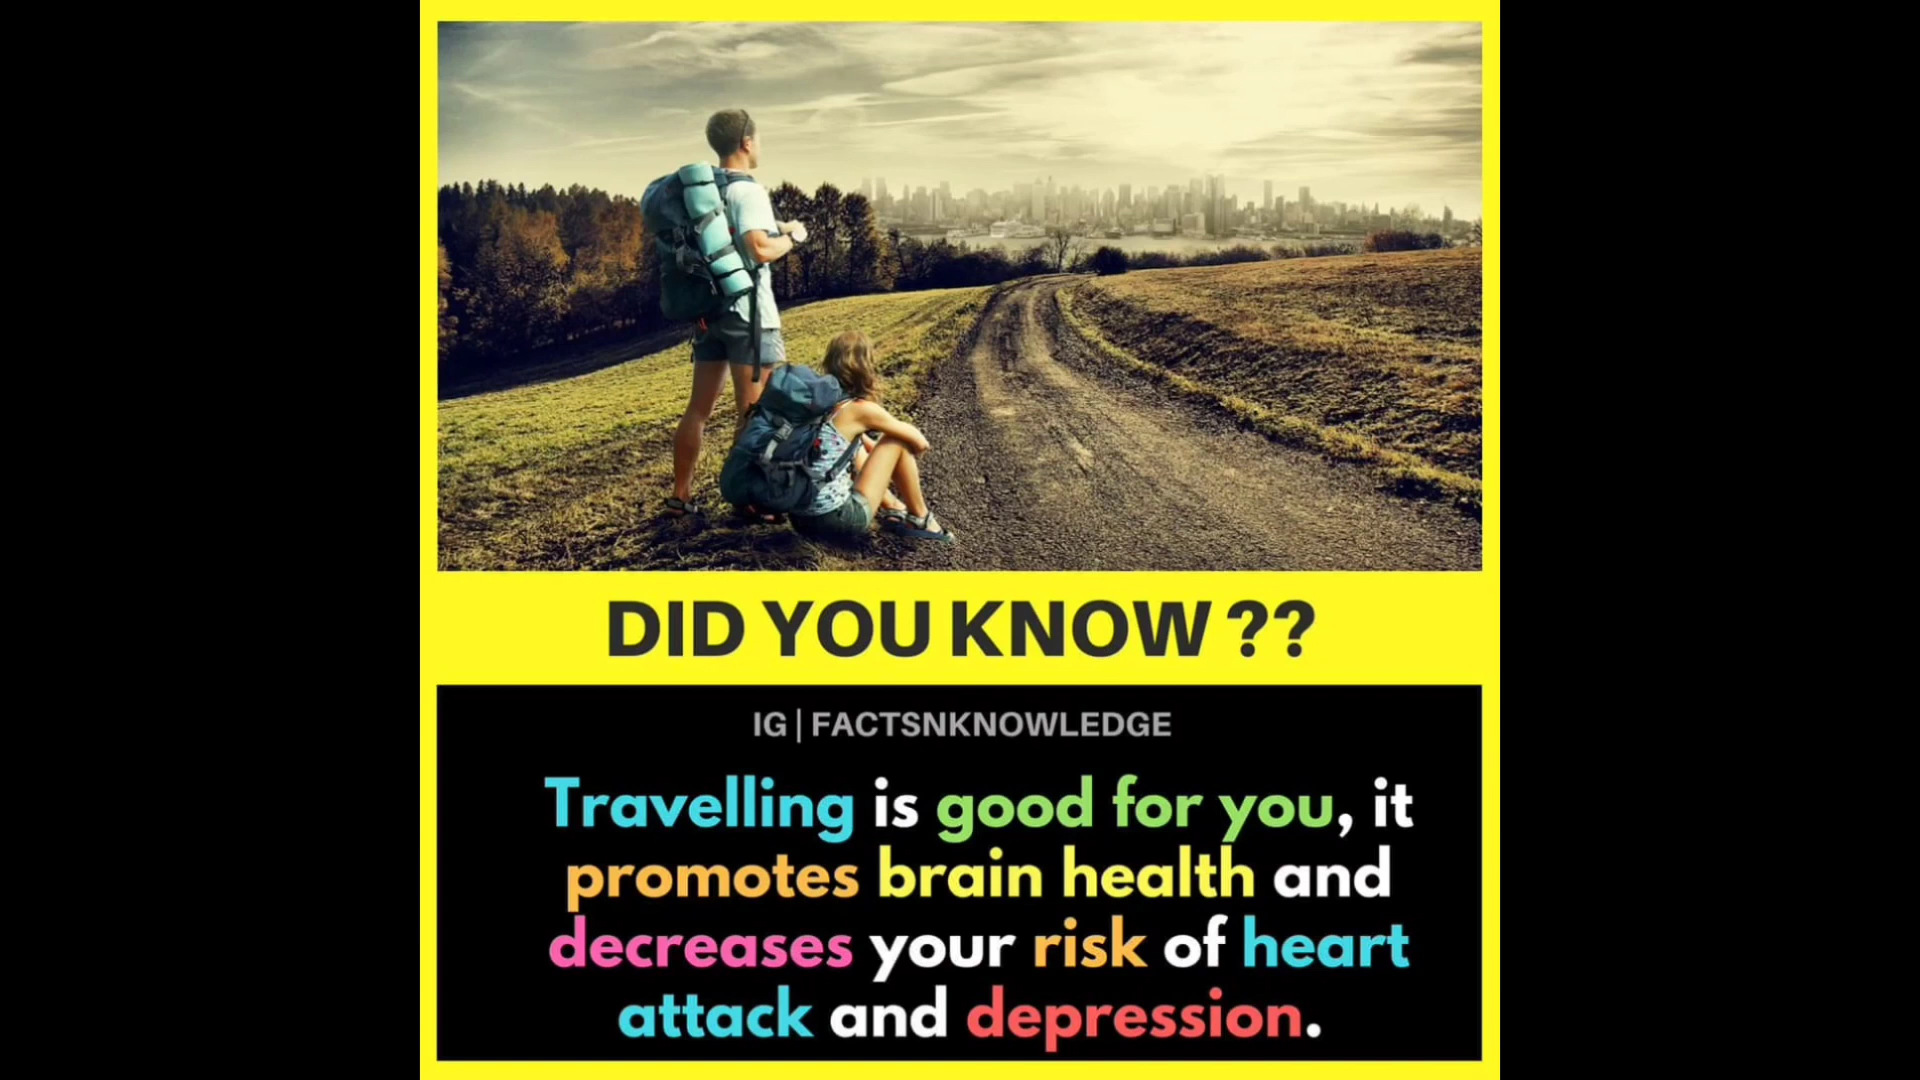 DID YOU KNOW ??
IG | FACTSNKNOWLEDGE
Travelling is good for you, it
promotes brain health and
decreases your risk of heart
attack and depression.